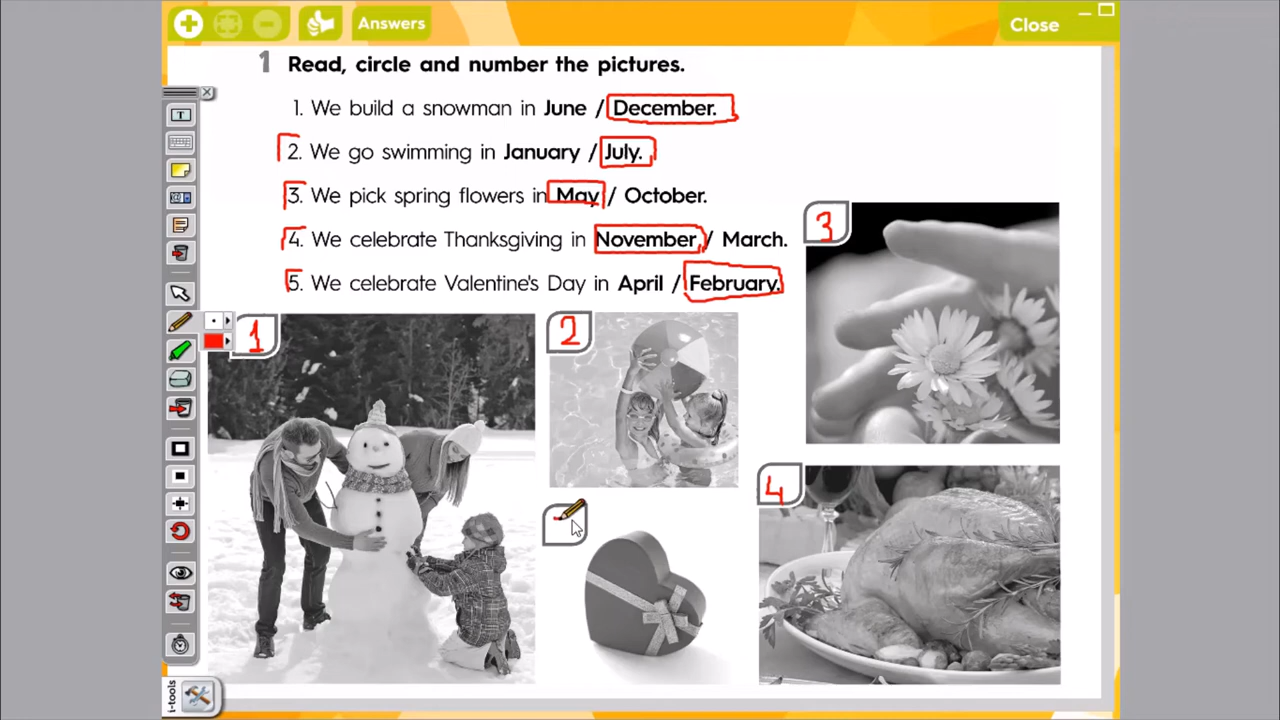 Answers
Close
1 Read, circle and number the pictures.
1. We build a snowman in June / December.
2. We go swimming in January / July.
3. We pick spring flowers in May / October.
4. We celebrate Thanksgiving in November / March.
5. We celebrate Valentine's Day in April / February.
3
1
2
4
T
i-tools